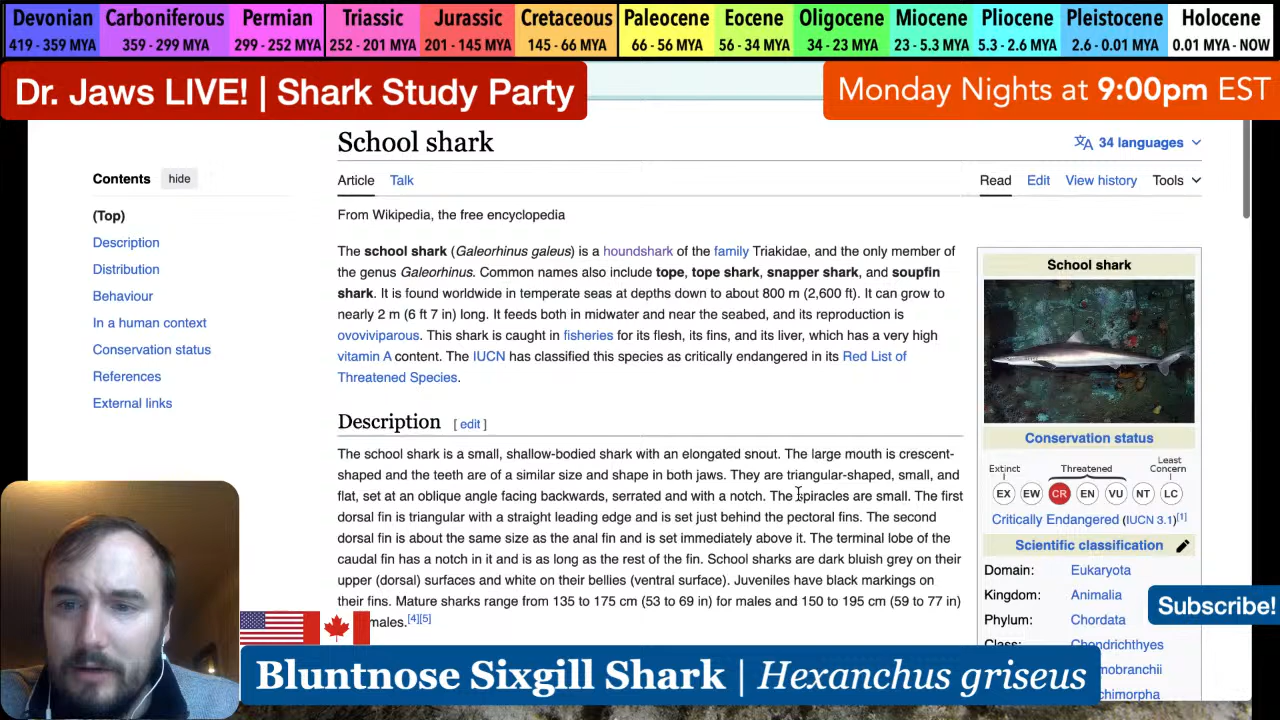 Devonian Carboniferous Permian Triassic Jurassic Cretaceous Paleocene Eocene Oligocene Miocene Pliocene Pleistocene Holocene
419 - 359 MYA 359 - 299 MYA 299 - 252 MYA 252 - 201 MYA 201 - 145 MYA 145 - 66 MYA 66 - 56 MYA 56 - 34 MYA 34 - 23 MYA 23 - 5.3 MYA 5.3 - 2.6 MYA 2.6 - 0.01 MYA 0.01 MYA - NOW
Dr. Jaws LIVE! | Shark Study Party
Monday Nights at 9:00pm EST
School shark
34 languages
Contents hide
(Top)
Description
Distribution
Behaviour
In a human context
Conservation status
References
External links
Article Talk
Read Edit View history Tools
From Wikipedia, the free encyclopedia
The school shark (Galeorhinus galeus) is a houndshark of the family Triakidae, and the only member of
the genus Galeorhinus. Common names also include tope, tope shark, snapper shark, and soupfin
shark. It is found worldwide in temperate seas at depths down to about 800 m (2,600 ft). It can grow to
nearly 2 m (6 ft 7 in) long. It feeds both in midwater and near the seabed, and its reproduction is
ovoviviparous. This shark is caught in fisheries for its flesh, its fins, and its liver, which has a very high
vitamin A content. The IUCN has classified this species as critically endangered in its Red List of
Threatened Species.
Description [ edit ]
The school shark is a small, shallow-bodied shark with an elongated snout. The large mouth is crescent-
shaped and the teeth are of a similar size and shape in both jaws. They are triangular-shaped, small, and
flat, set at an oblique angle facing backwards, serrated and with a notch. The spiracles are small. The first
dorsal fin is triangular with a straight leading edge and is set just behind the pectoral fins. The second
dorsal fin is about the same size as the anal fin and is set immediately above it. The terminal lobe of the
caudal fin has a notch in it and is as long as the rest of the fin. School sharks are dark bluish grey on their
upper (dorsal) surfaces and white on their bellies (ventral surface). Juveniles have black markings on
their fins. Mature sharks range from 135 to 175 cm (53 to 69 in) for males and 150 to 195 cm (59 to 77 in)
males.[4][5]
School shark
Conservation status
Extinct Threatened Least Concern
EX EW CR EN VU NT LC
Critically Endangered (IUCN 3.1)[1]
Scientific classification
Domain: Eukaryota
Kingdom: Animalia
Phylum: Chordata
Class: Chondrichthyes
mobranchii
chimorpha
Subscribe!
Bluntnose Sixgill Shark | Hexanchus griseus